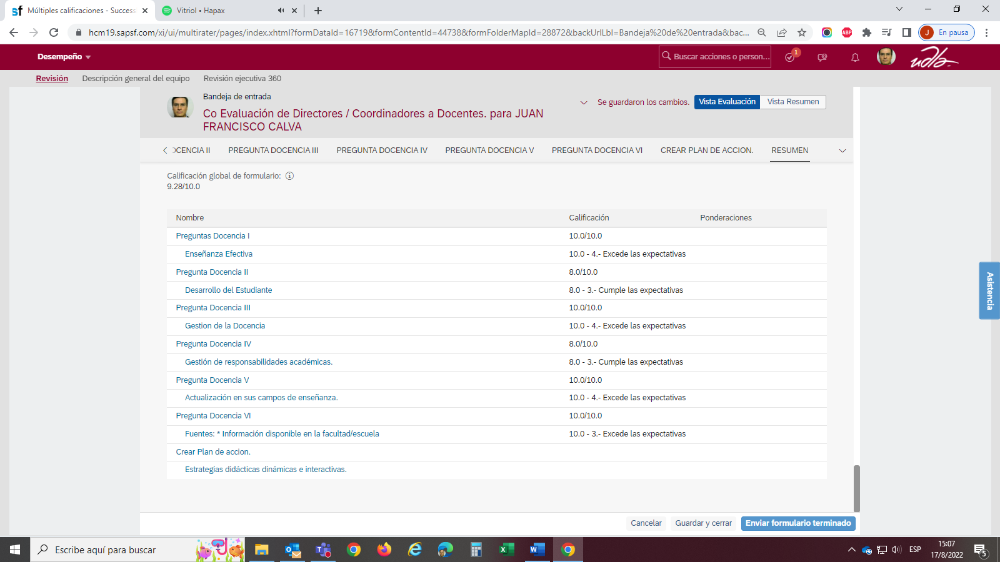 Múltiples calificaciones - Success
Vitriol • Hapax
hcm19.sapsf.com/xi/ui/multirater/pages/index.xhtml?formDataId=16719&formContentId=44738&formFolderMapId=28872&backUrlLbl=Bandeja%20de%20entrada&bac...
ABP
J En pausa
Desempeño
Buscar acciones o person...
1
udla
Revisión Descripción general del equipo Revisión ejecutiva 360
Bandeja de entrada
Co Evaluación de Directores / Coordinadores a Docentes. para JUAN
FRANCISCO CALVA
Se guardaron los cambios. Vista Evaluación Vista Resumen
OCENCIA II PREGUNTA DOCENCIA III PREGUNTA DOCENCIA IV PREGUNTA DOCENCIA V PREGUNTA DOCENCIA VI CREAR PLAN DE ACCION. RESUMEN
Calificación global de formulario:
9.28/10.0
Nombre Calificación Ponderaciones
Preguntas Docencia I 10.0/10.0
Enseñanza Efectiva 10.0 - 4.- Excede las expectativas
Pregunta Docencia II 8.0/10.0
Desarrollo del Estudiante 8.0 - 3.- Cumple las expectativas
Pregunta Docencia III 10.0/10.0
Gestion de la Docencia 10.0 - 4.- Excede las expectativas
Pregunta Docencia IV 8.0/10.0
Gestión de responsabilidades académicas. 8.0 - 3.- Cumple las expectativas
Pregunta Docencia V 10.0/10.0
Actualización en sus campos de enseñanza. 10.0 - 4.- Excede las expectativas
Pregunta Docencia VI 10.0/10.0
Fuentes: * Información disponible en la facultad/escuela 10.0 - 3.- Excede las expectativas
Crear Plan de accion.
Estrategias didácticas dinámicas e interactivas.
Asistencia
Cancelar Guardar y cerrar Enviar formulario terminado
Escribe aquí para buscar
ESP
15:07
17/8/2022
5